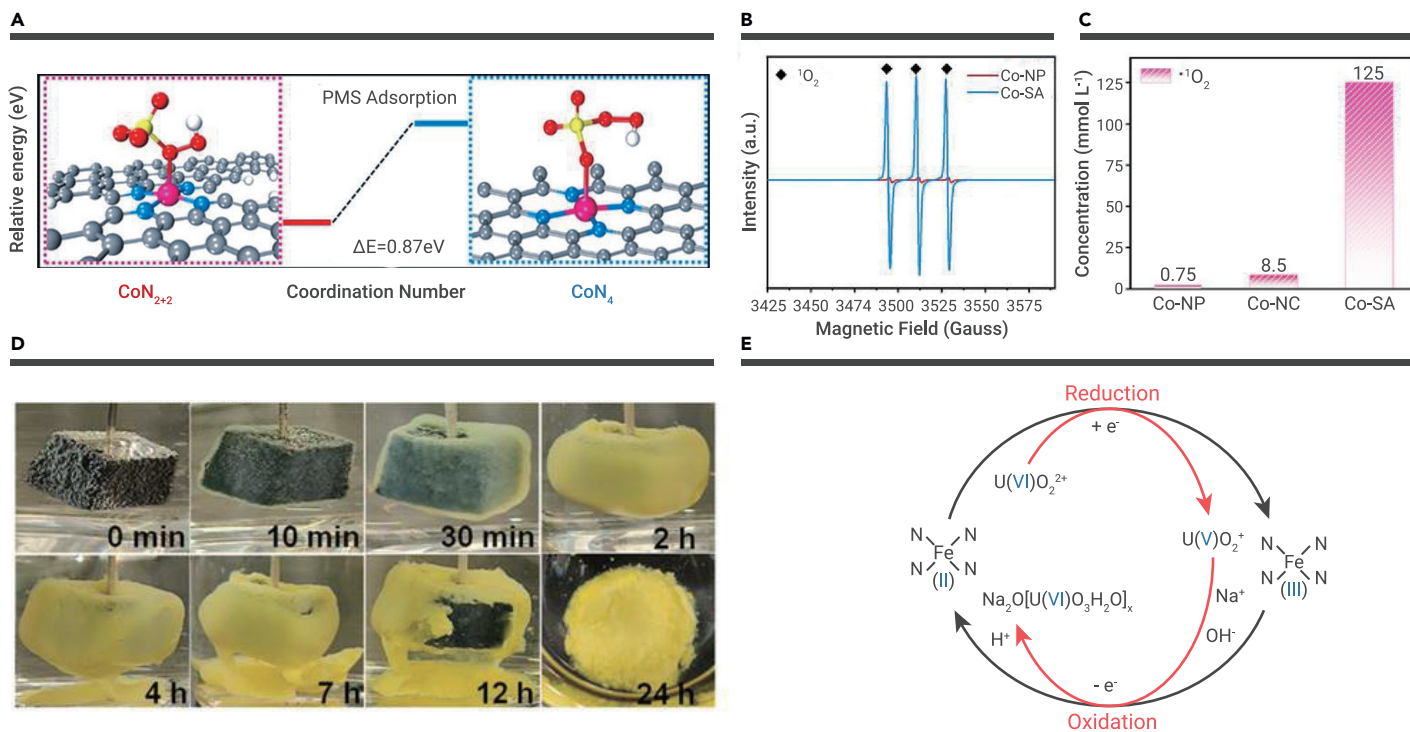 A
Relative energy (eV)
PMS Adsorption
ΔE=0.87eV
CoN2+2
Coordination Number
CoN4
B
Intensity (a.u.)
◆ ¹O₂
Co-NP
Co-SA
3425 3450 3474 3500 3525 3550 3575
Magnetic Field (Gauss)
C
Concentration (mmol L⁻¹)
125
100
75
50
25
0
•¹O₂
0.75
8.5
125
Co-NP Co-NC Co-SA
D
0 min
10 min
30 min
2 h
4 h
7 h
12 h
24 h
E
Reduction
+ e⁻
U(VI)O₂²⁺
N N
Fe
N N
(II)
U(V)O₂⁺
N N
Fe
N N
(III)
Na₂O[U(VI)O₃H₂O]ₓ
Na⁺
H⁺
OH⁻
- e⁻
Oxidation